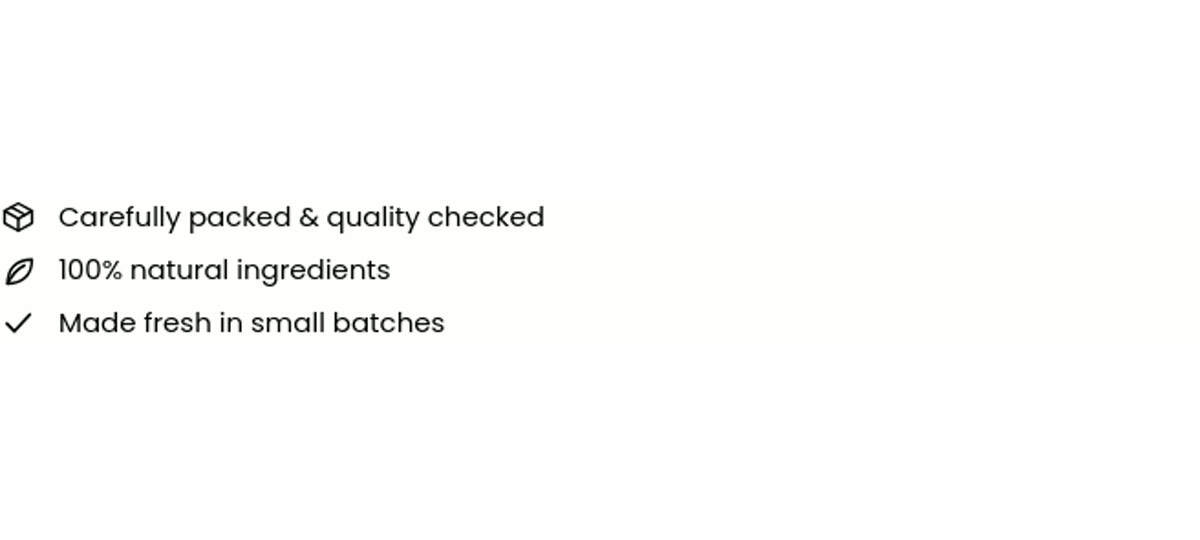 Carefully packed & quality checked
100% natural ingredients
Made fresh in small batches